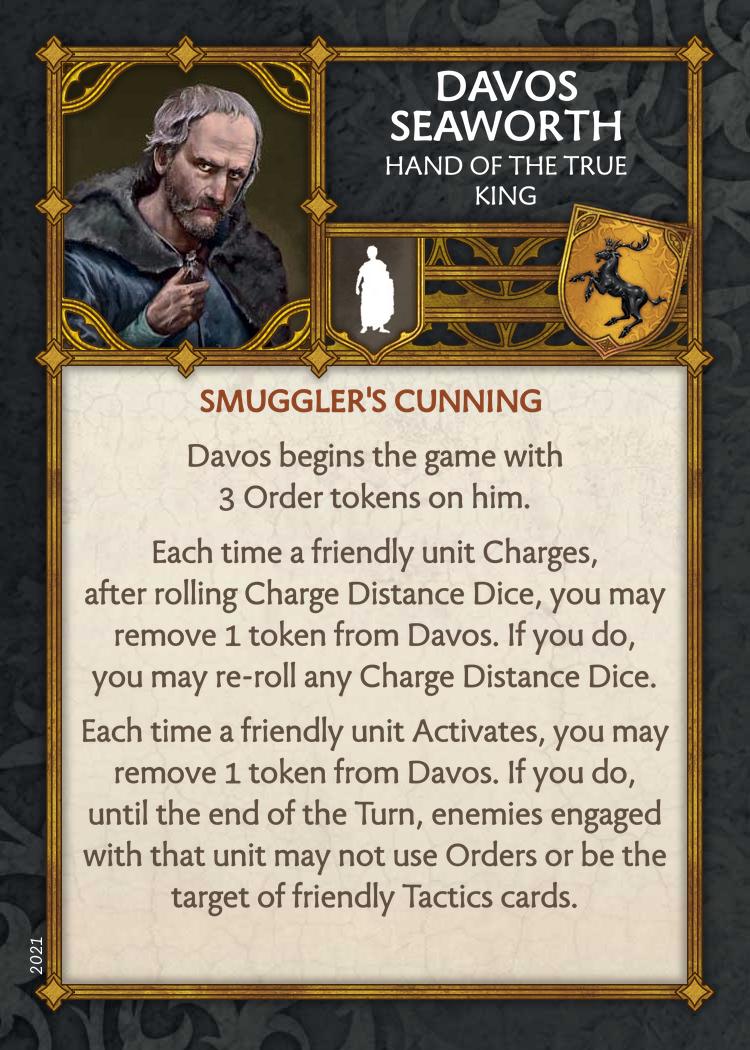 DAVOS
SEAWORTH
HAND OF THE TRUE
KING
SMUGGLER'S CUNNING
Davos begins the game with
3 Order tokens on him.
Each time a friendly unit Charges,
after rolling Charge Distance Dice, you may
remove 1 token from Davos. If you do,
you may re-roll any Charge Distance Dice.
Each time a friendly unit Activates, you may
remove 1 token from Davos. If you do,
until the end of the Turn, enemies engaged
with that unit may not use Orders or be the
target of friendly Tactics cards.
2021